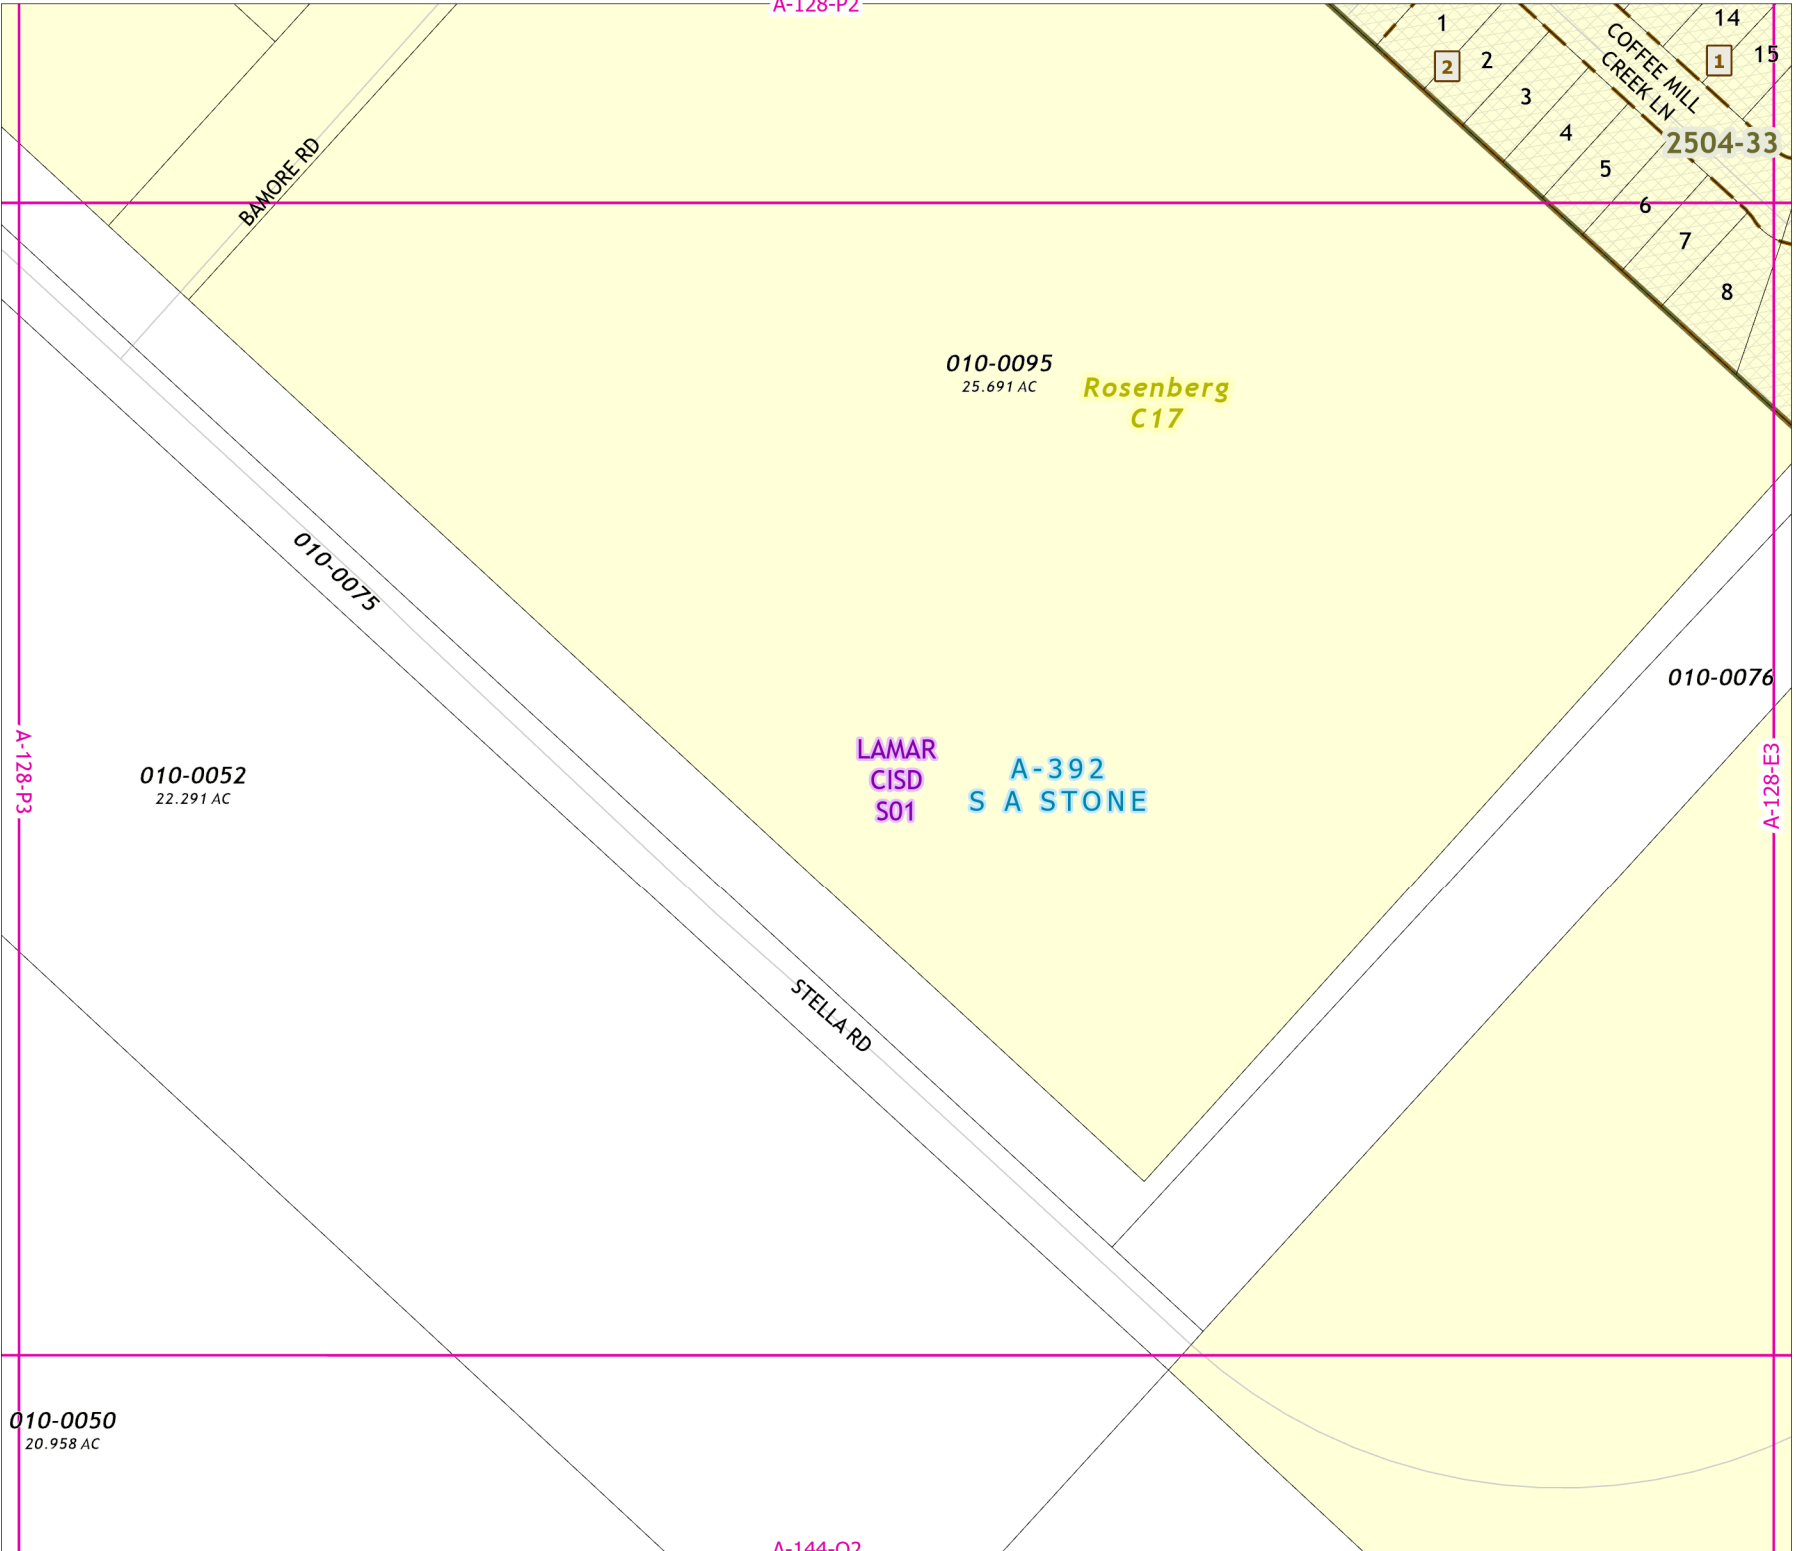 A-128-P2
1
2
2
3
4
5
6
7
8
14
1
15
COFFEE MILL
CREEK LN
2504-33
BAMORE RD
010-0095
25.691 AC
Rosenberg
C17
010-0075
010-0076
A-128-P3
010-0052
22.291 AC
LAMAR
CISD
S01
A-392
S A STONE
A-128-E3
STELLA RD
010-0050
20.958 AC